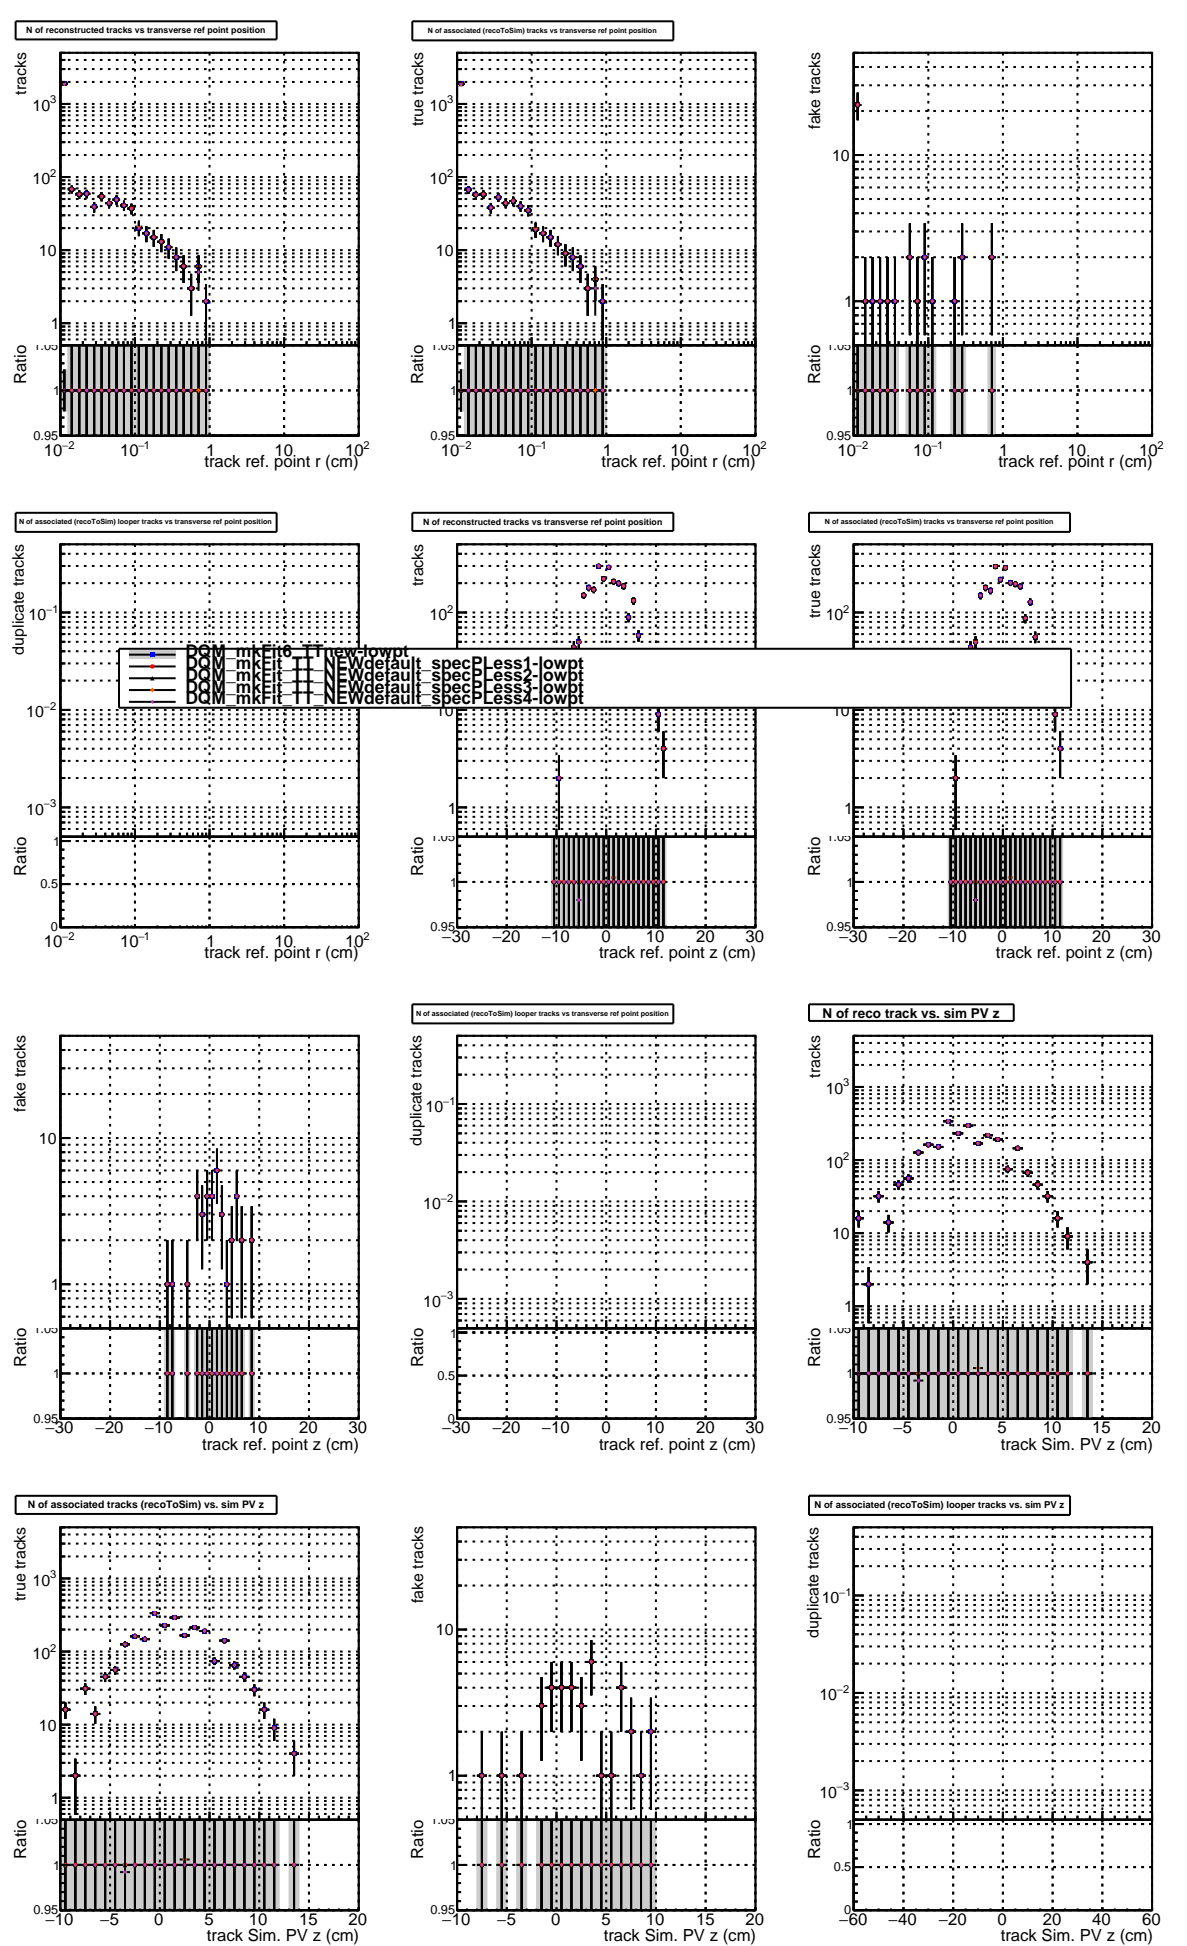 N of reconstructed tracks vs transverse ref point position
N of associated (recoToSim) tracks vs transverse ref point position
tracks
true tracks
fake tracks
10³
10²
10
1
10³
10²
10
1
10
1
Ratio
1.05
1
0.95
Ratio
1.05
1
0.95
Ratio
1.05
1
0.95
10⁻² 10⁻¹ 1 10 10²
10⁻² 10⁻¹ 1 10 10²
10⁻² 10⁻¹ 1 10 10²
track ref. point r (cm)
track ref. point r (cm)
track ref. point r (cm)
N of associated (recoToSim) looper tracks vs transverse ref point position
N of reconstructed tracks vs transverse ref point position
N of associated (recoToSim) tracks vs transverse ref point position
duplicate tracks
tracks
true tracks
10⁻¹
10⁻²
10⁻³
10²
10
1
10²
10
1
DQM_mkFit6_TTnew-lowpt
DQM_mkFit_TT_NEWdefault_specPLess1-lowpt
DQM_mkFit_TT_NEWdefault_specPLess2-lowpt
DQM_mkFit_TT_NEWdefault_specPLess3-lowpt
DQM_mkFit_TT_NEWdefault_specPLess4-lowpt
Ratio
1
0.5
0
Ratio
1.05
1
0.95
Ratio
1.05
1
0.95
10⁻² 10⁻¹ 1 10 10²
−30 −20 −10 0 10 20 30
−30 −20 −10 0 10 20 30
track ref. point r (cm)
track ref. point z (cm)
track ref. point z (cm)
N of associated (recoToSim) looper tracks vs transverse ref point position
N of reco track vs. sim PV z
fake tracks
duplicate tracks
tracks
10
1
10⁻¹
10⁻²
10⁻³
10³
10²
10
1
Ratio
1.05
1
0.95
Ratio
1
0.5
0
Ratio
1.05
1
0.95
−30 −20 −10 0 10 20 30
−30 −20 −10 0 10 20 30
−10 −5 0 5 10 15 20
track ref. point z (cm)
track ref. point z (cm)
track Sim. PV z (cm)
N of associated tracks (recoToSim) vs. sim PV z
N of associated (recoToSim) looper tracks vs. sim PV z
true tracks
fake tracks
duplicate tracks
10³
10²
10
1
10
1
10⁻¹
10⁻²
10⁻³
Ratio
1.05
1
0.95
Ratio
1.05
1
0.95
Ratio
1
0.5
0
−10 −5 0 5 10 15 20
−10 −5 0 5 10 15 20
−60 −40 −20 0 20 40 60
track Sim. PV z (cm)
track Sim. PV z (cm)
track Sim. PV z (cm)